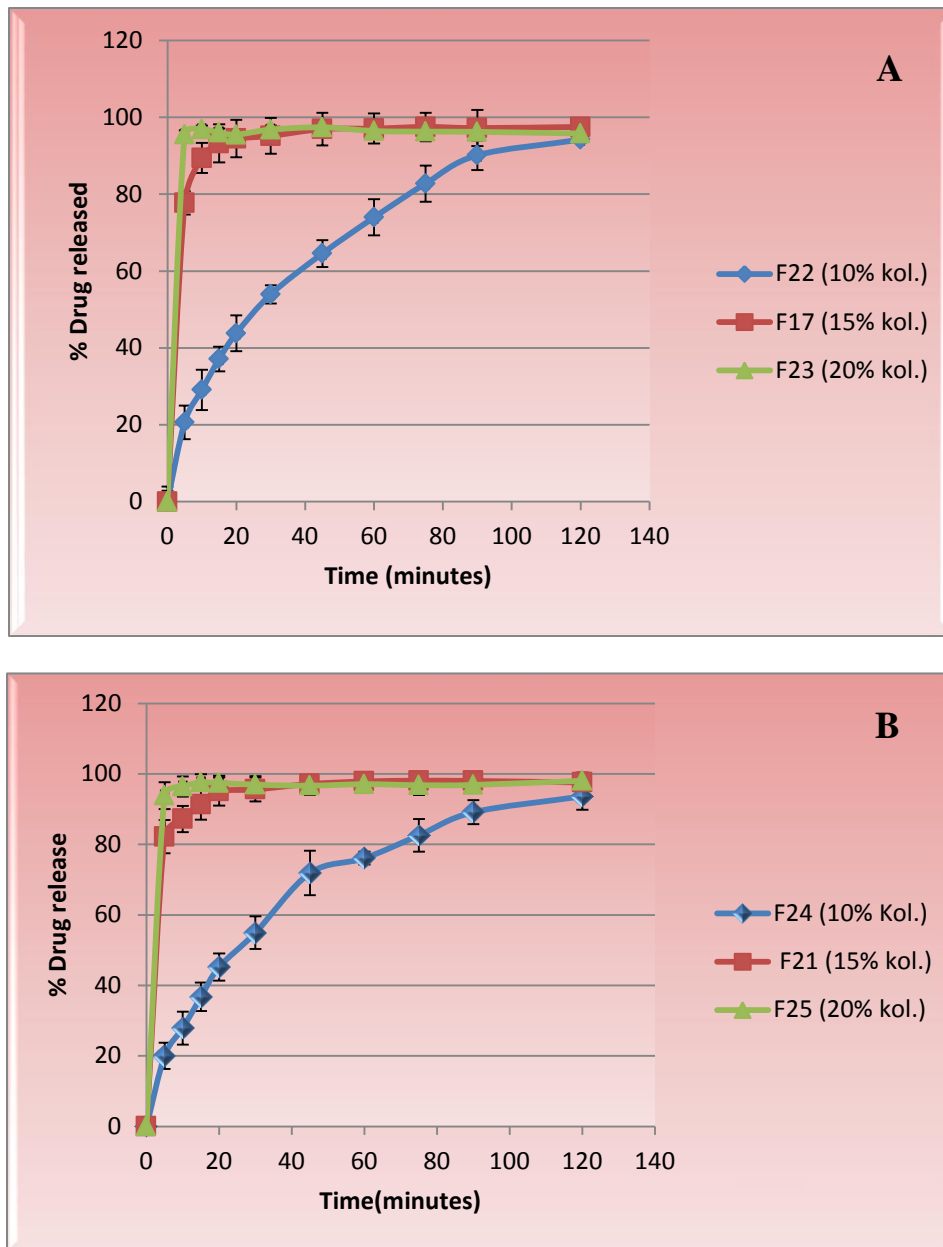 A
120
100
80
60
40
20
0
% Drug released
0 20 40 60 80 100 120 140
Time (minutes)
F22 (10% kol.)
F17 (15% kol.)
F23 (20% kol.)
B
120
100
80
60
40
20
0
% Drug release
0 20 40 60 80 100 120 140
Time(minutes)
F24 (10% Kol.)
F21 (15% kol.)
F25 (20% kol.)